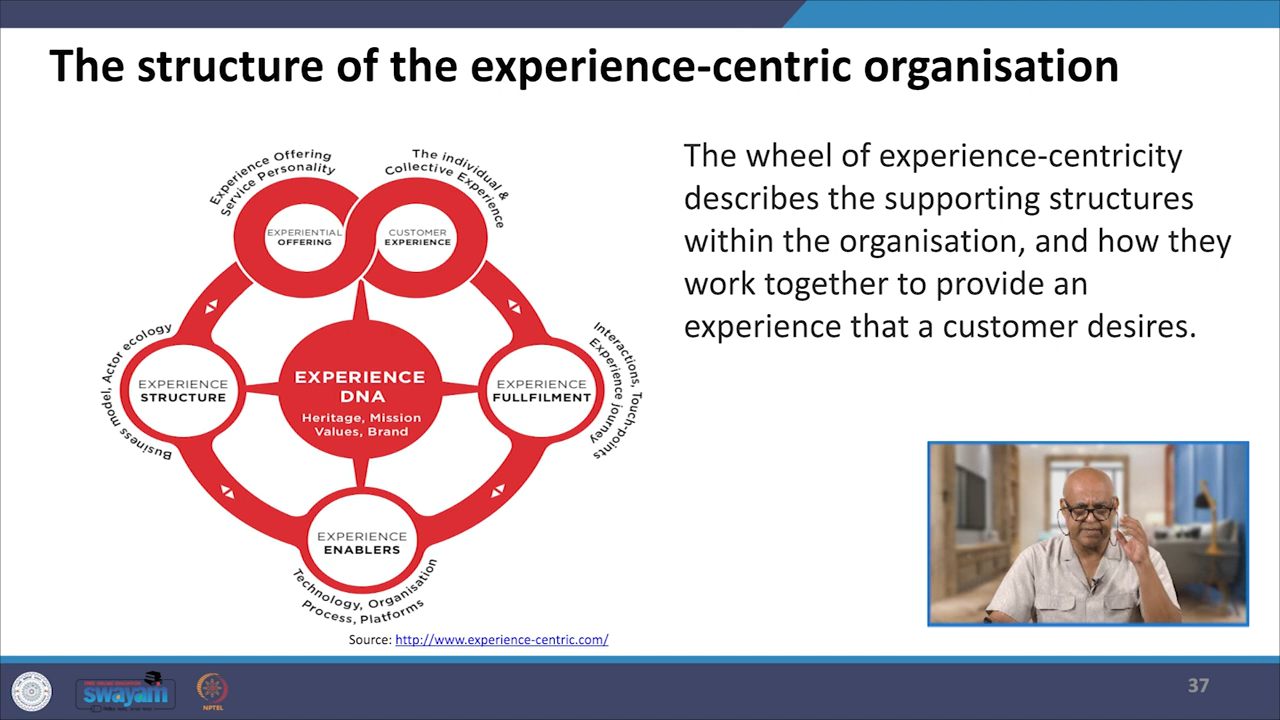 The structure of the experience-centric organisation
Experience Offering
Service Personality
The individual &
Collective Experience
EXPERIENTIAL
OFFERING
CUSTOMER
EXPERIENCE
Business model, Actor ecology
EXPERIENCE
STRUCTURE
EXPERIENCE
DNA
Heritage, Mission
Values, Brand
EXPERIENCE
FULLFILMENT
Interactions, Touch-points
Experience journey
EXPERIENCE
ENABLERS
Technology, Organisation
Process, Platforms
Source: http://www.experience-centric.com/
The wheel of experience-centricity
describes the supporting structures
within the organisation, and how they
work together to provide an
experience that a customer desires.
swayam
NPTEL
37